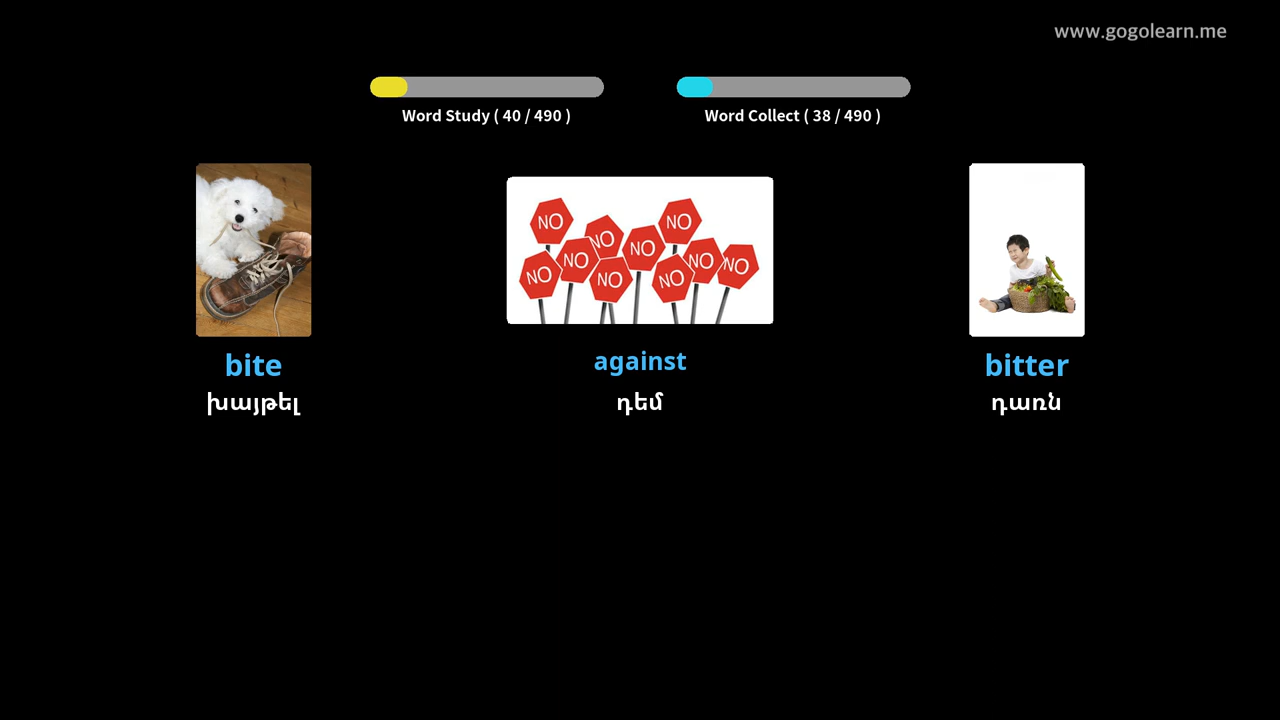 www.gogolearn.me
Word Study ( 40 / 490 )
Word Collect ( 38 / 490 )
NO
NO
NO
NO
NO
NO
NO
NO
NO
NO
bite
against
bitter
խայթել
դեմ
դառն